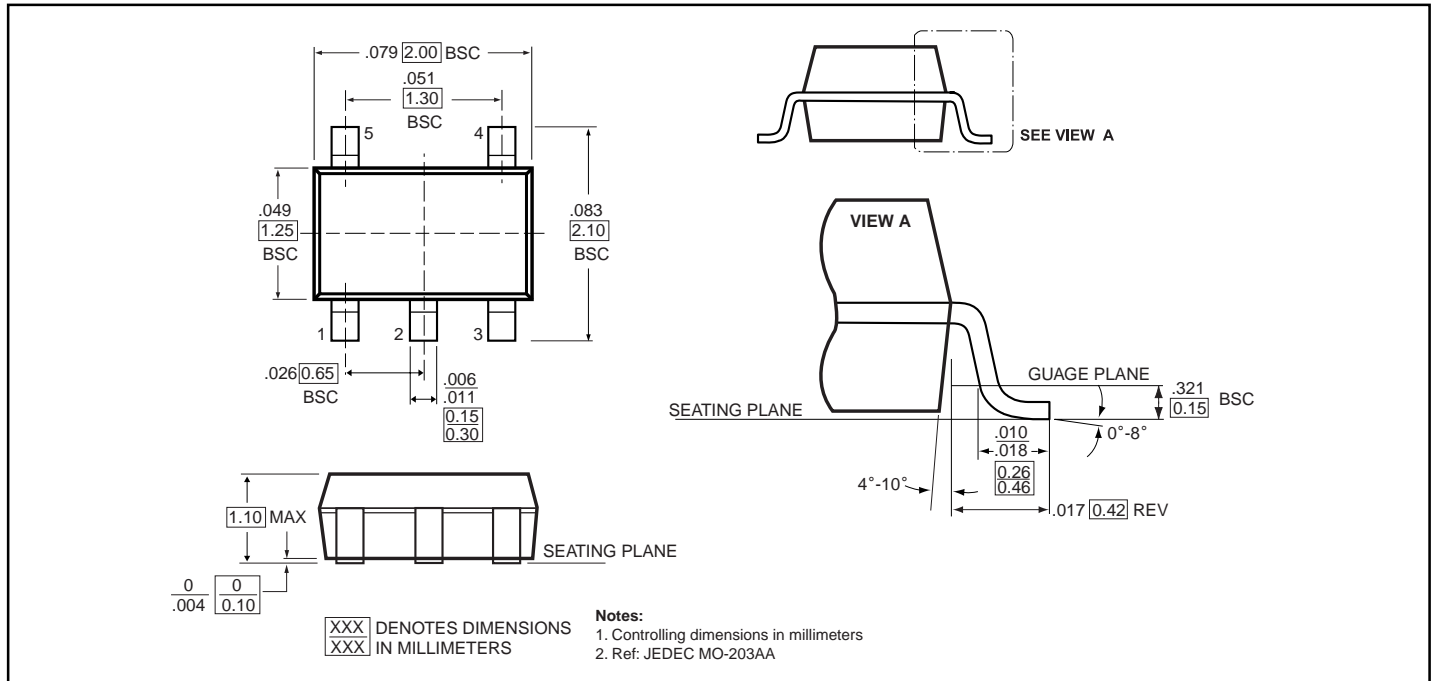 .079 2.00 BSC
.051
1.30
BSC
5
4
.049
1.25
BSC
.083
2.10
BSC
1
2
3
.026 0.65
BSC
.006
.011
0.15
0.30
1.10 MAX
SEATING PLANE
0
.004
0
0.10
XXX DENOTES DIMENSIONS
XXX IN MILLIMETERS
Notes:
1. Controlling dimensions in millimeters
2. Ref: JEDEC MO-203AA
SEE VIEW A
VIEW A
GUAGE PLANE
SEATING PLANE
.321
0.15 BSC
0°-8°
.010
.018
0.26
0.46
4°-10°
.017 0.42 REV